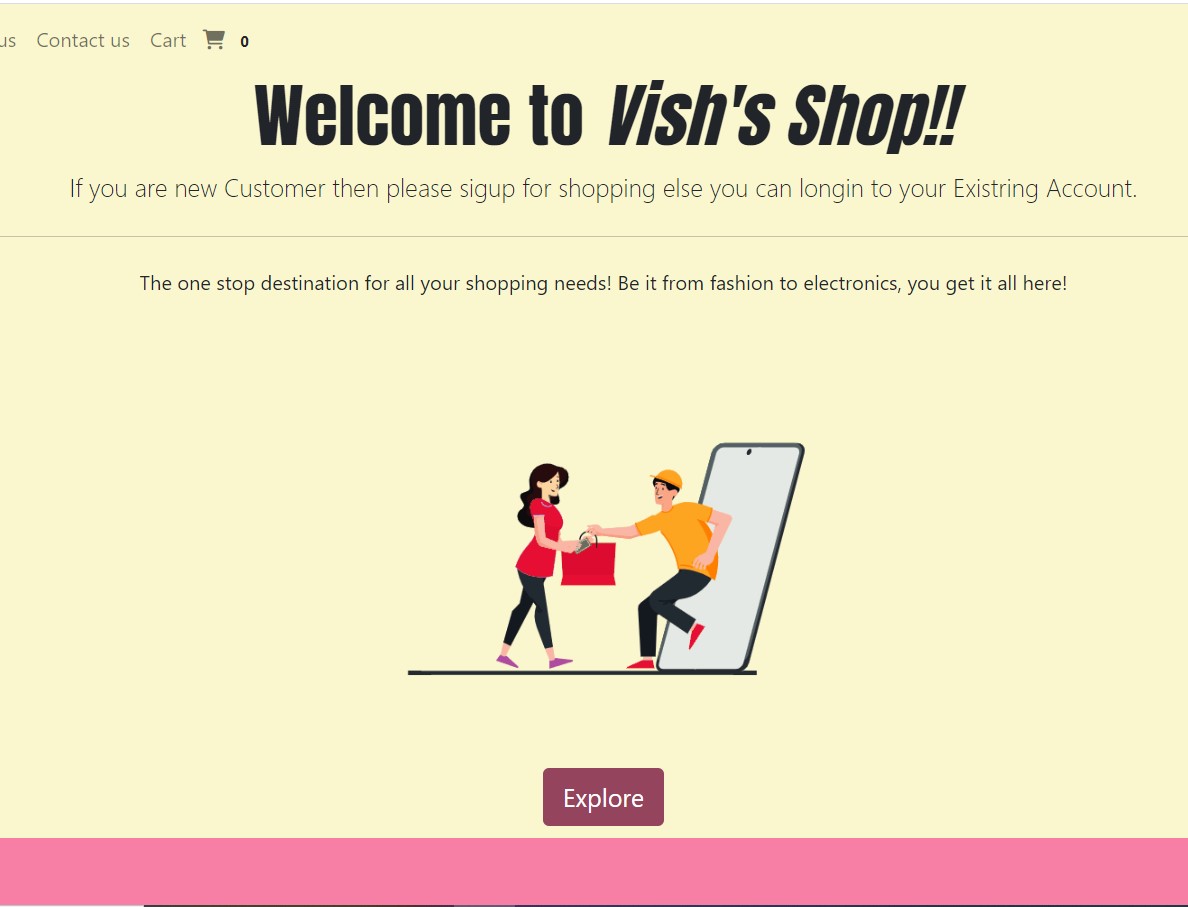 us Contact us Cart 0
Welcome to Vish's Shop!!
If you are new Customer then please sigup for shopping else you can longin to your Existring Account.
The one stop destination for all your shopping needs! Be it from fashion to electronics, you get it all here!
Explore